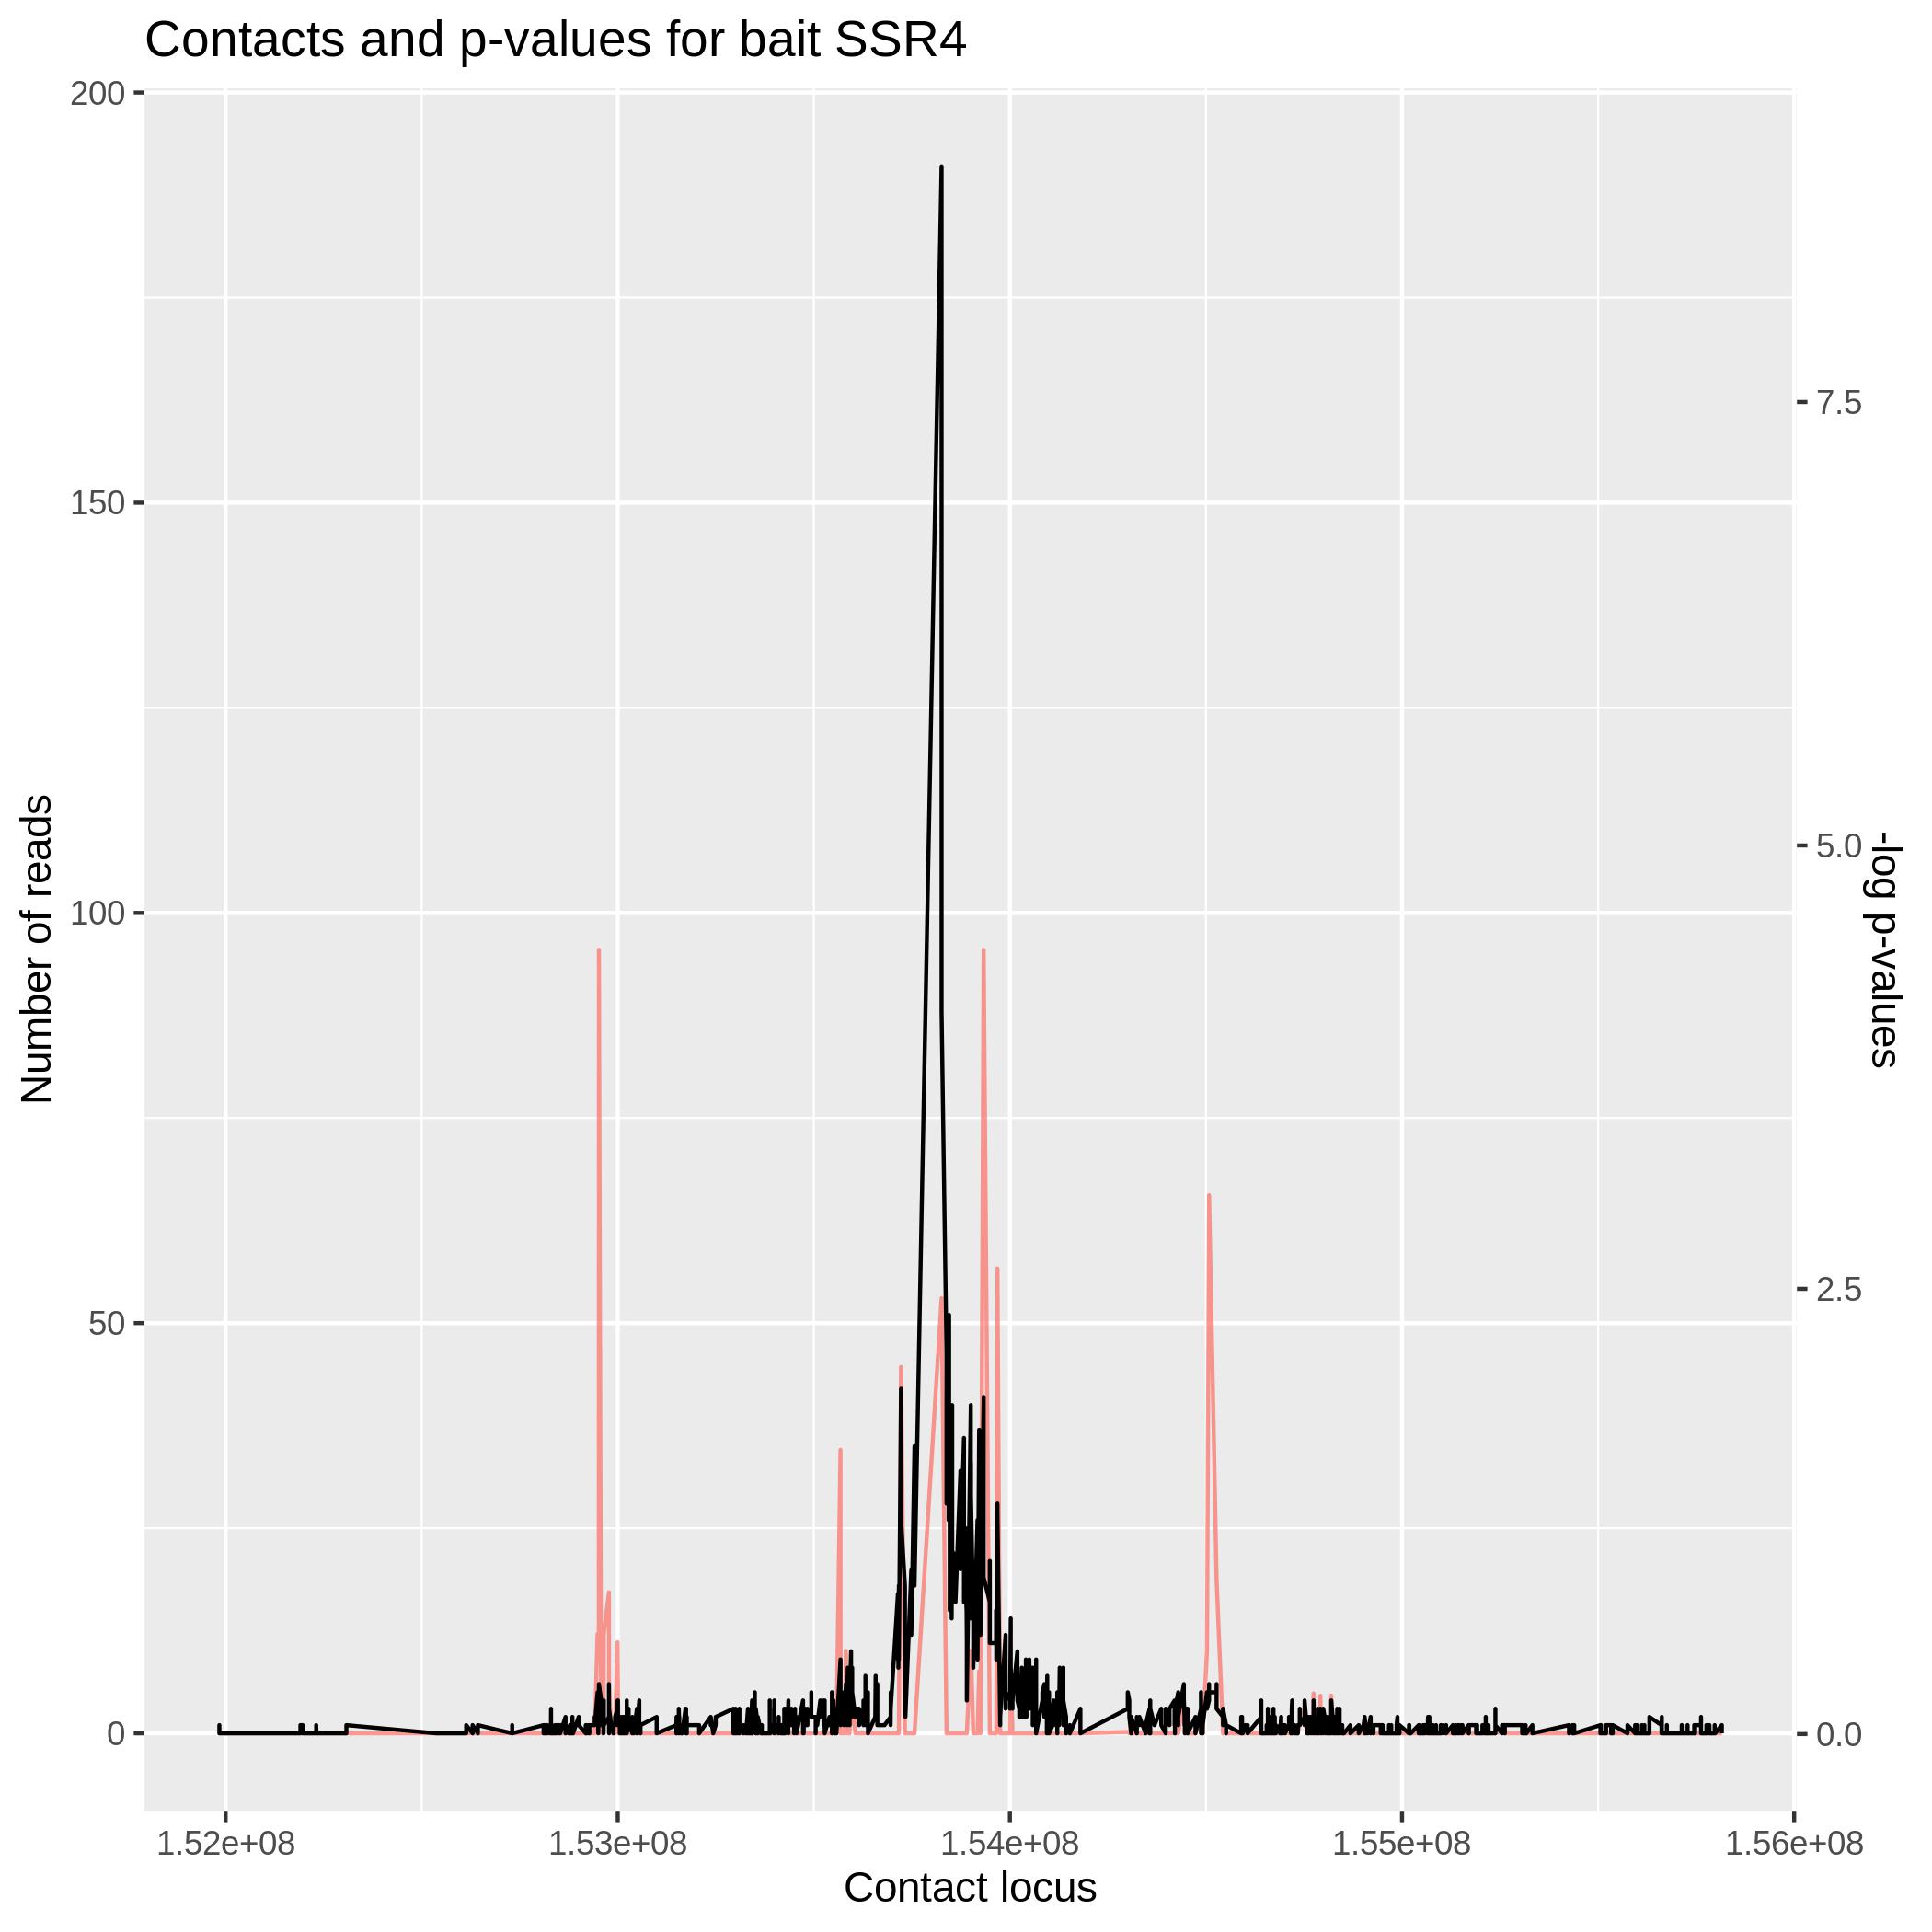 Contacts and p-values for bait SSR4
200
150
100
50
0
Number of reads
7.5
5.0
2.5
0.0
-log p-values
1.52e+08 1.53e+08 1.54e+08 1.55e+08 1.56e+08
Contact locus